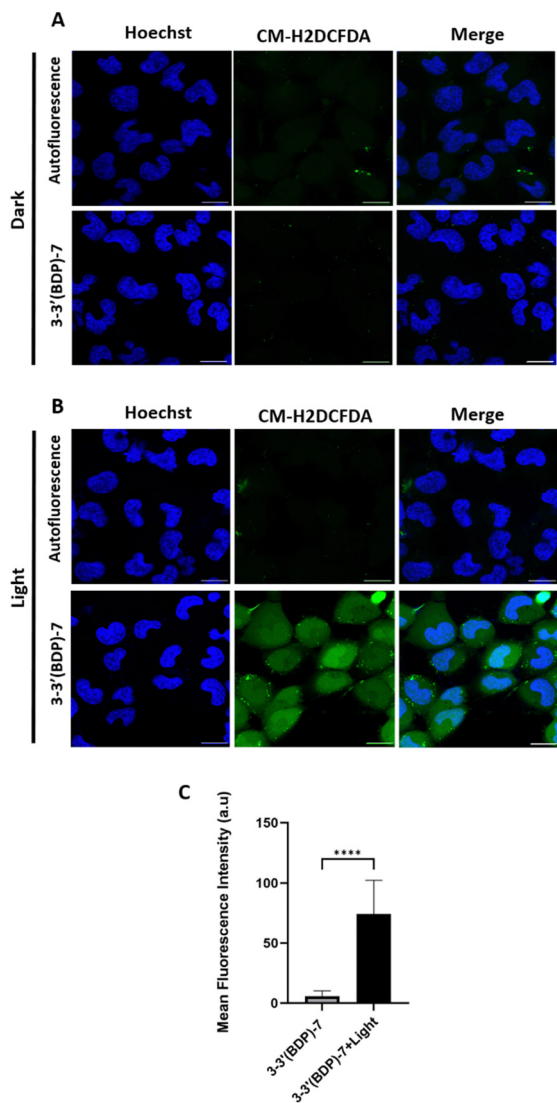 A
Hoechst CM-H2DCFDA Merge
Dark
Autofluorescence
3-3'(BDP)-7
B
Hoechst CM-H2DCFDA Merge
Light
Autofluorescence
3-3'(BDP)-7
C
Mean Fluorescence Intensity (a.u)
150
100
50
0
****
3-3'(BDP)-7
3-3'(BDP)-7+Light